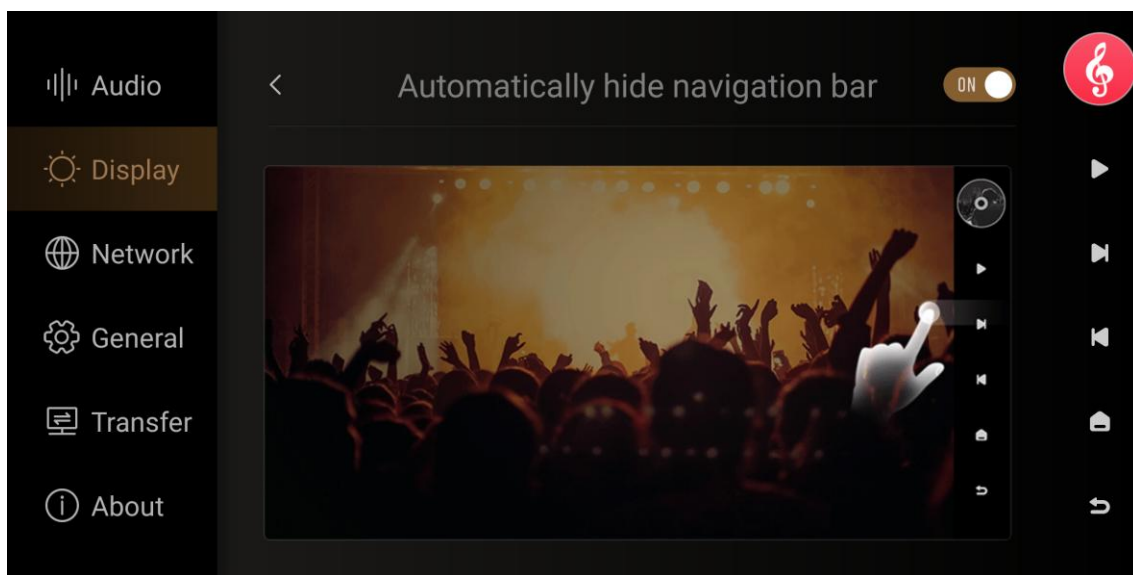 Audio
Automatically hide navigation bar
ON
Display
Network
General
Transfer
About